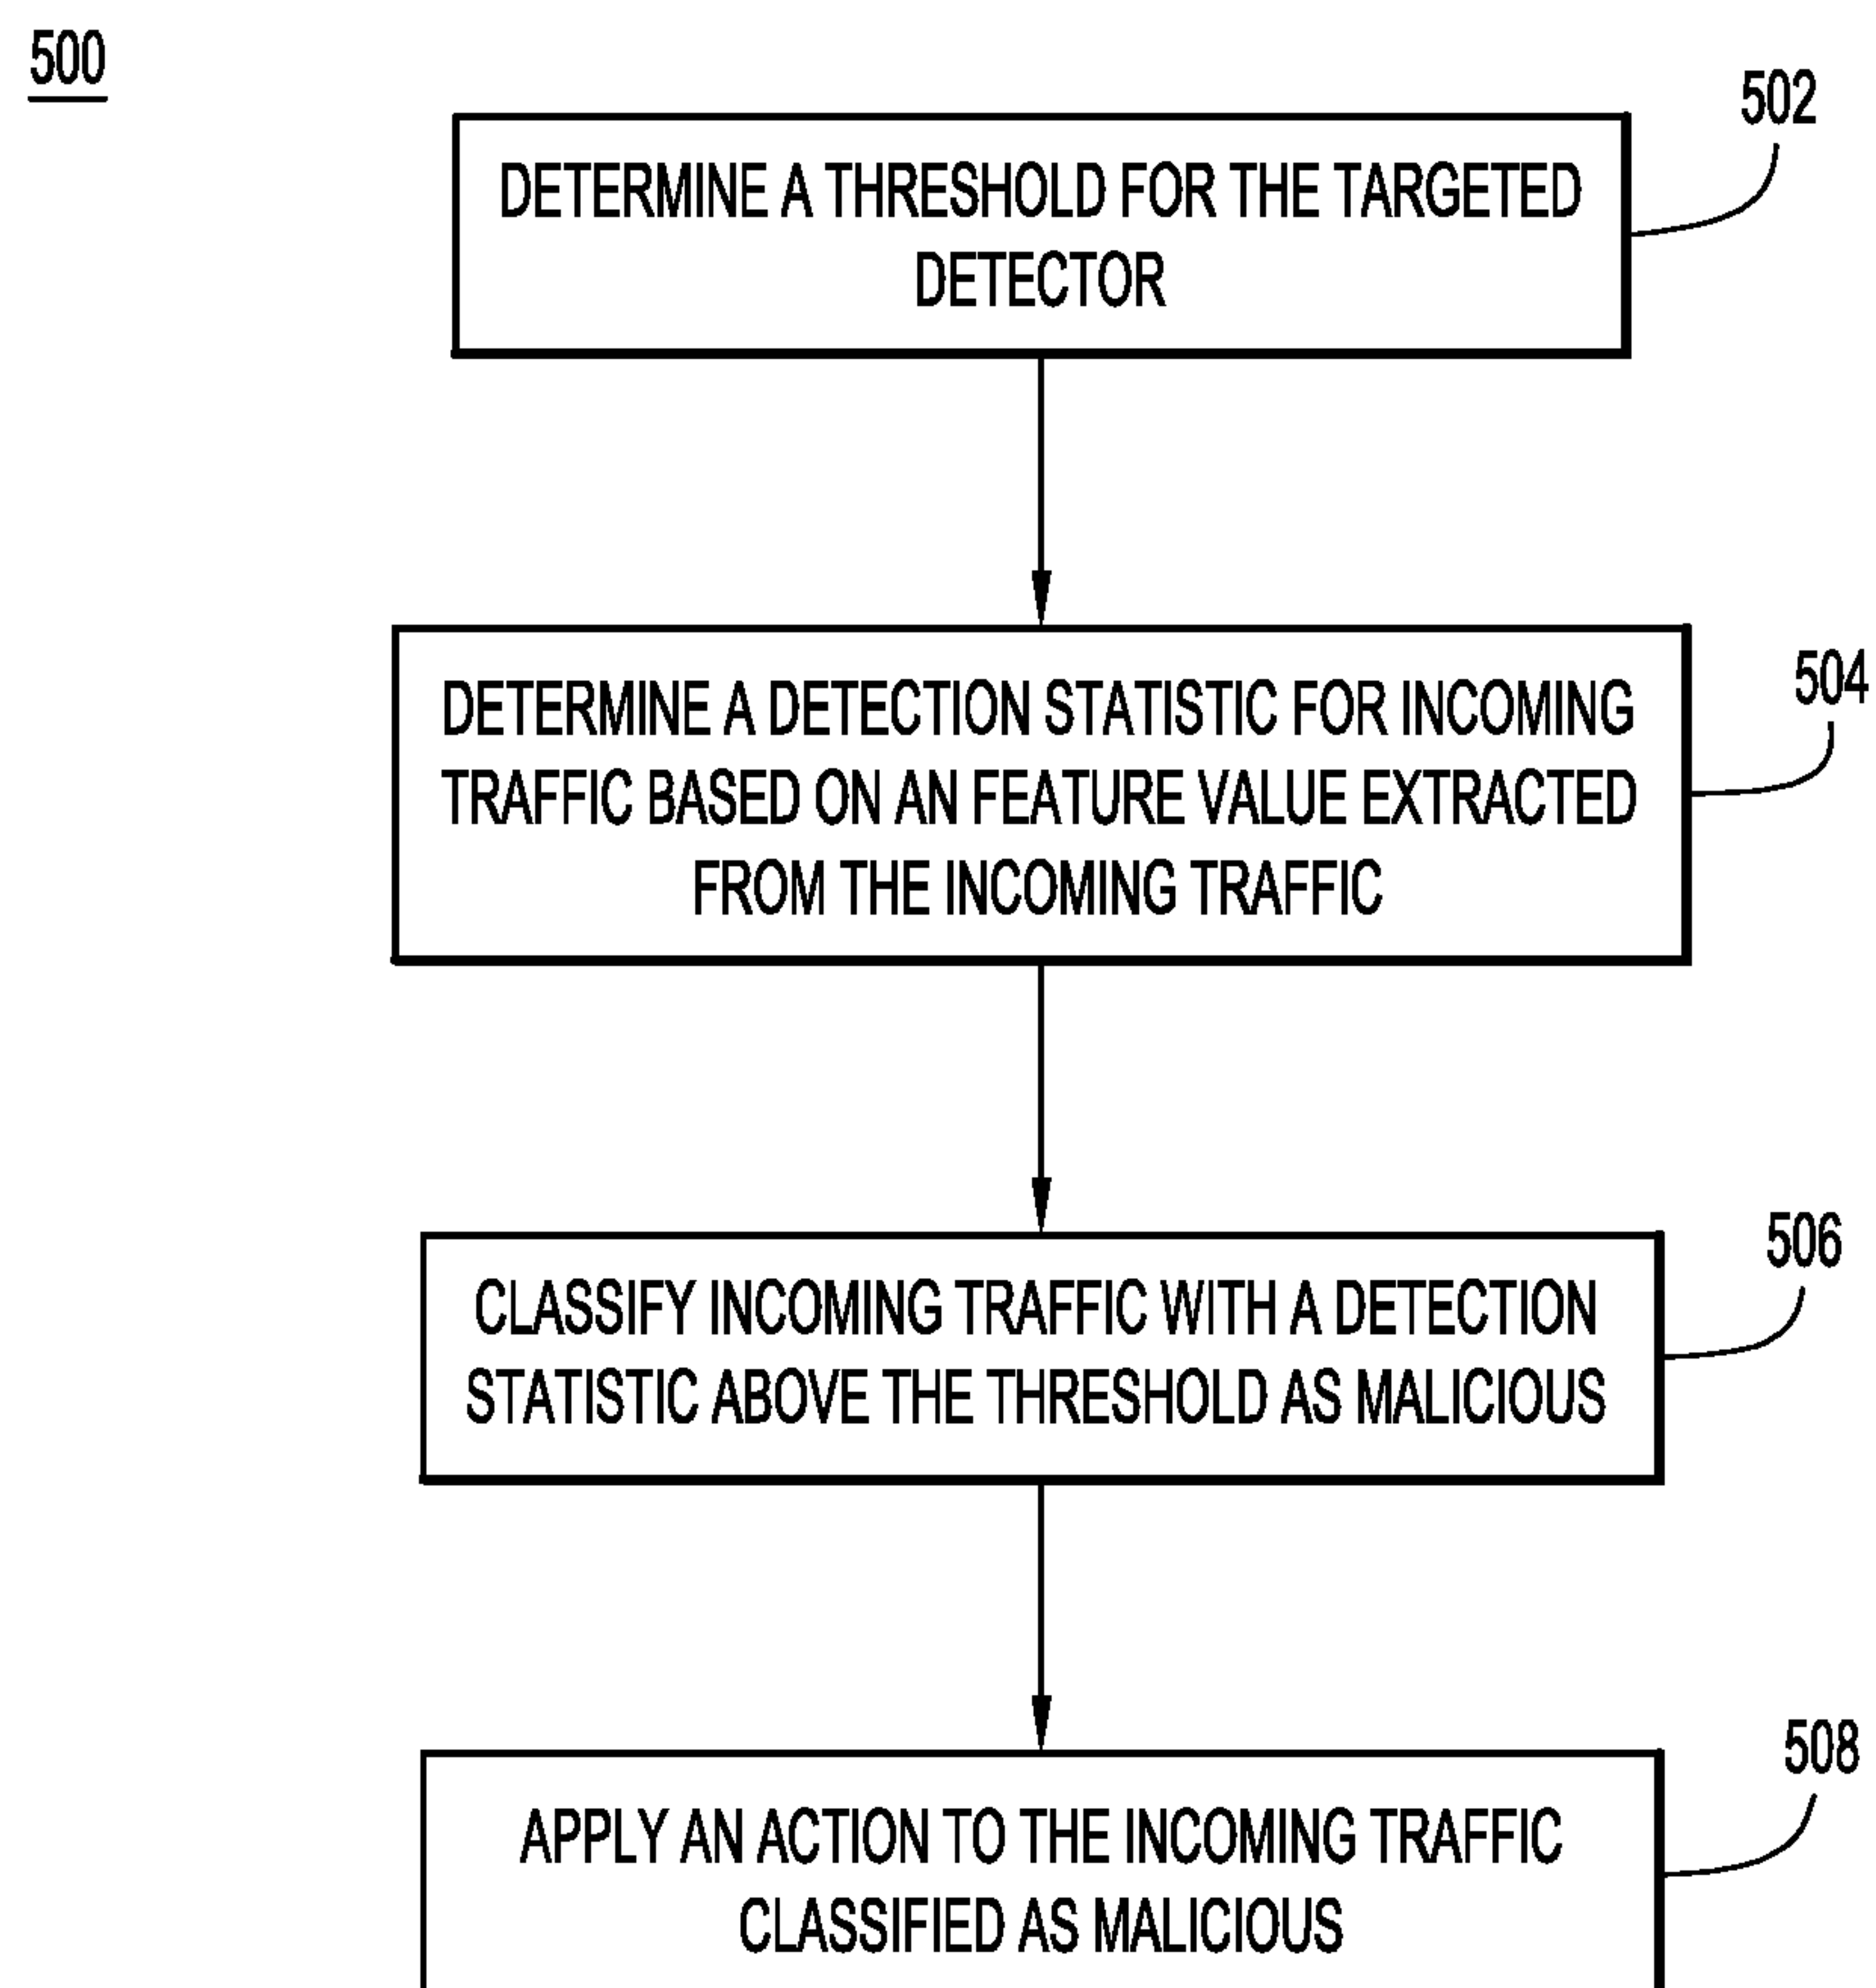 500
502
DETERMINE A THRESHOLD FOR THE TARGETED
DETECTOR
504
DETERMINE A DETECTION STATISTIC FOR INCOMING
TRAFFIC BASED ON AN FEATURE VALUE EXTRACTED
FROM THE INCOMING TRAFFIC
506
CLASSIFY INCOMING TRAFFIC WITH A DETECTION
STATISTIC ABOVE THE THRESHOLD AS MALICIOUS
508
APPLY AN ACTION TO THE INCOMING TRAFFIC
CLASSIFIED AS MALICIOUS